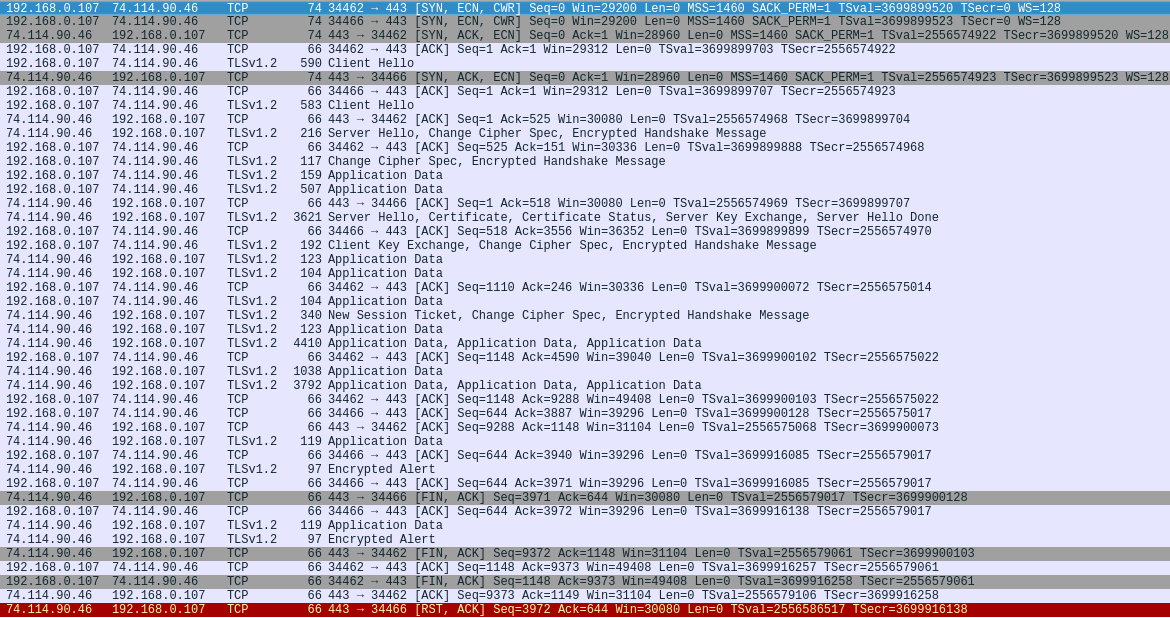 192.168.0.107 74.114.90.46 TCP 74 34462 → 443 [SYN, ECN, CWR] Seq=0 Win=29200 Len=0 MSS=1460 SACK_PERM=1 TSval=3699899520 TSecr=0 WS=128
192.168.0.107 74.114.90.46 TCP 74 34466 → 443 [SYN, ECN, CWR] Seq=0 Win=29200 Len=0 MSS=1460 SACK_PERM=1 TSval=3699899523 TSecr=0 WS=128
74.114.90.46 192.168.0.107 TCP 74 443 → 34462 [SYN, ACK, ECN] Seq=0 Ack=1 Win=28960 Len=0 MSS=1460 SACK_PERM=1 TSval=2556574922 TSecr=3699899520 WS=128
192.168.0.107 74.114.90.46 TCP 66 34462 → 443 [ACK] Seq=1 Ack=1 Win=29312 Len=0 TSval=3699899703 TSecr=2556574922
192.168.0.107 74.114.90.46 TLSv1.2 590 Client Hello
74.114.90.46 192.168.0.107 TCP 74 443 → 34466 [SYN, ACK, ECN] Seq=0 Ack=1 Win=28960 Len=0 MSS=1460 SACK_PERM=1 TSval=2556574923 TSecr=3699899523 WS=128
192.168.0.107 74.114.90.46 TCP 66 34466 → 443 [ACK] Seq=1 Ack=1 Win=29312 Len=0 TSval=3699899707 TSecr=2556574923
192.168.0.107 74.114.90.46 TLSv1.2 583 Client Hello
74.114.90.46 192.168.0.107 TCP 66 443 → 34462 [ACK] Seq=1 Ack=525 Win=30080 Len=0 TSval=2556574968 TSecr=3699899704
74.114.90.46 192.168.0.107 TLSv1.2 216 Server Hello, Change Cipher Spec, Encrypted Handshake Message
192.168.0.107 74.114.90.46 TCP 66 34462 → 443 [ACK] Seq=525 Ack=151 Win=30336 Len=0 TSval=3699899888 TSecr=2556574968
192.168.0.107 74.114.90.46 TLSv1.2 117 Change Cipher Spec, Encrypted Handshake Message
192.168.0.107 74.114.90.46 TLSv1.2 159 Application Data
192.168.0.107 74.114.90.46 TLSv1.2 507 Application Data
74.114.90.46 192.168.0.107 TCP 66 443 → 34466 [ACK] Seq=1 Ack=518 Win=30080 Len=0 TSval=2556574969 TSecr=3699899707
74.114.90.46 192.168.0.107 TLSv1.2 3621 Server Hello, Certificate, Certificate Status, Server Key Exchange, Server Hello Done
192.168.0.107 74.114.90.46 TCP 66 34466 → 443 [ACK] Seq=518 Ack=3556 Win=36352 Len=0 TSval=3699899899 TSecr=2556574970
192.168.0.107 74.114.90.46 TLSv1.2 192 Client Key Exchange, Change Cipher Spec, Encrypted Handshake Message
74.114.90.46 192.168.0.107 TLSv1.2 123 Application Data
74.114.90.46 192.168.0.107 TLSv1.2 104 Application Data
192.168.0.107 74.114.90.46 TCP 66 34462 → 443 [ACK] Seq=1110 Ack=246 Win=30336 Len=0 TSval=3699900072 TSecr=2556575014
192.168.0.107 74.114.90.46 TLSv1.2 104 Application Data
74.114.90.46 192.168.0.107 TLSv1.2 340 New Session Ticket, Change Cipher Spec, Encrypted Handshake Message
74.114.90.46 192.168.0.107 TLSv1.2 123 Application Data
74.114.90.46 192.168.0.107 TLSv1.2 4410 Application Data, Application Data, Application Data
192.168.0.107 74.114.90.46 TCP 66 34462 → 443 [ACK] Seq=1148 Ack=4590 Win=39040 Len=0 TSval=3699900102 TSecr=2556575022
74.114.90.46 192.168.0.107 TLSv1.2 1038 Application Data
74.114.90.46 192.168.0.107 TLSv1.2 3792 Application Data, Application Data, Application Data
192.168.0.107 74.114.90.46 TCP 66 34462 → 443 [ACK] Seq=1148 Ack=9288 Win=49408 Len=0 TSval=3699900103 TSecr=2556575022
192.168.0.107 74.114.90.46 TCP 66 34466 → 443 [ACK] Seq=644 Ack=3887 Win=39296 Len=0 TSval=3699900128 TSecr=2556575017
74.114.90.46 192.168.0.107 TCP 66 443 → 34462 [ACK] Seq=9288 Ack=1148 Win=31104 Len=0 TSval=2556575068 TSecr=3699900073
74.114.90.46 192.168.0.107 TLSv1.2 119 Application Data
192.168.0.107 74.114.90.46 TCP 66 34466 → 443 [ACK] Seq=644 Ack=3940 Win=39296 Len=0 TSval=3699916085 TSecr=2556579017
74.114.90.46 192.168.0.107 TLSv1.2 97 Encrypted Alert
192.168.0.107 74.114.90.46 TCP 66 34466 → 443 [ACK] Seq=644 Ack=3971 Win=39296 Len=0 TSval=3699916085 TSecr=2556579017
74.114.90.46 192.168.0.107 TCP 66 443 → 34466 [FIN, ACK] Seq=3971 Ack=644 Win=30080 Len=0 TSval=2556579017 TSecr=3699900128
192.168.0.107 74.114.90.46 TCP 66 34466 → 443 [ACK] Seq=644 Ack=3972 Win=39296 Len=0 TSval=3699916138 TSecr=2556579017
74.114.90.46 192.168.0.107 TLSv1.2 119 Application Data
74.114.90.46 192.168.0.107 TLSv1.2 97 Encrypted Alert
74.114.90.46 192.168.0.107 TCP 66 443 → 34462 [FIN, ACK] Seq=9372 Ack=1148 Win=31104 Len=0 TSval=2556579061 TSecr=3699900103
192.168.0.107 74.114.90.46 TCP 66 34462 → 443 [ACK] Seq=1148 Ack=9373 Win=49408 Len=0 TSval=3699916257 TSecr=2556579061
192.168.0.107 74.114.90.46 TCP 66 34462 → 443 [FIN, ACK] Seq=1148 Ack=9373 Win=49408 Len=0 TSval=3699916258 TSecr=2556579061
74.114.90.46 192.168.0.107 TCP 66 443 → 34462 [ACK] Seq=9373 Ack=1149 Win=31104 Len=0 TSval=2556579106 TSecr=3699916258
74.114.90.46 192.168.0.107 TCP 66 443 → 34466 [RST, ACK] Seq=3972 Ack=644 Win=30080 Len=0 TSval=2556586517 TSecr=3699916138